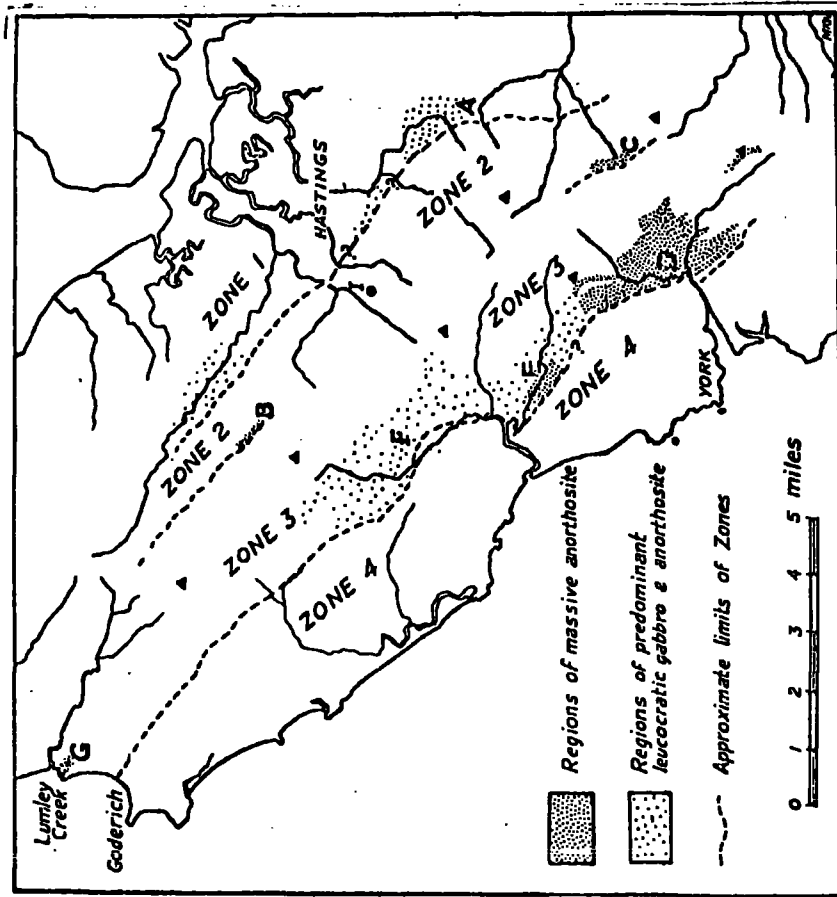 Lumley
Creek
G
Goderich
ZONE 1
HASTINGS
ZONE 2
B
A
ZONE 2
ZONE 3
E
ZONE 4
ZONE 3
F
C
D
ZONE 4
YORK
Regions of massive anorthosite
Regions of predominant
leucocratic gabbro & anorthosite
Approximate limits of Zones
0 1 2 3 4 5 miles